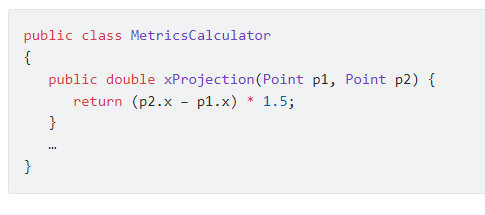 public class MetricsCalculator
{
   public double xProjection(Point p1, Point p2) {
      return (p2.x – p1.x) * 1.5;
   }
   …
}